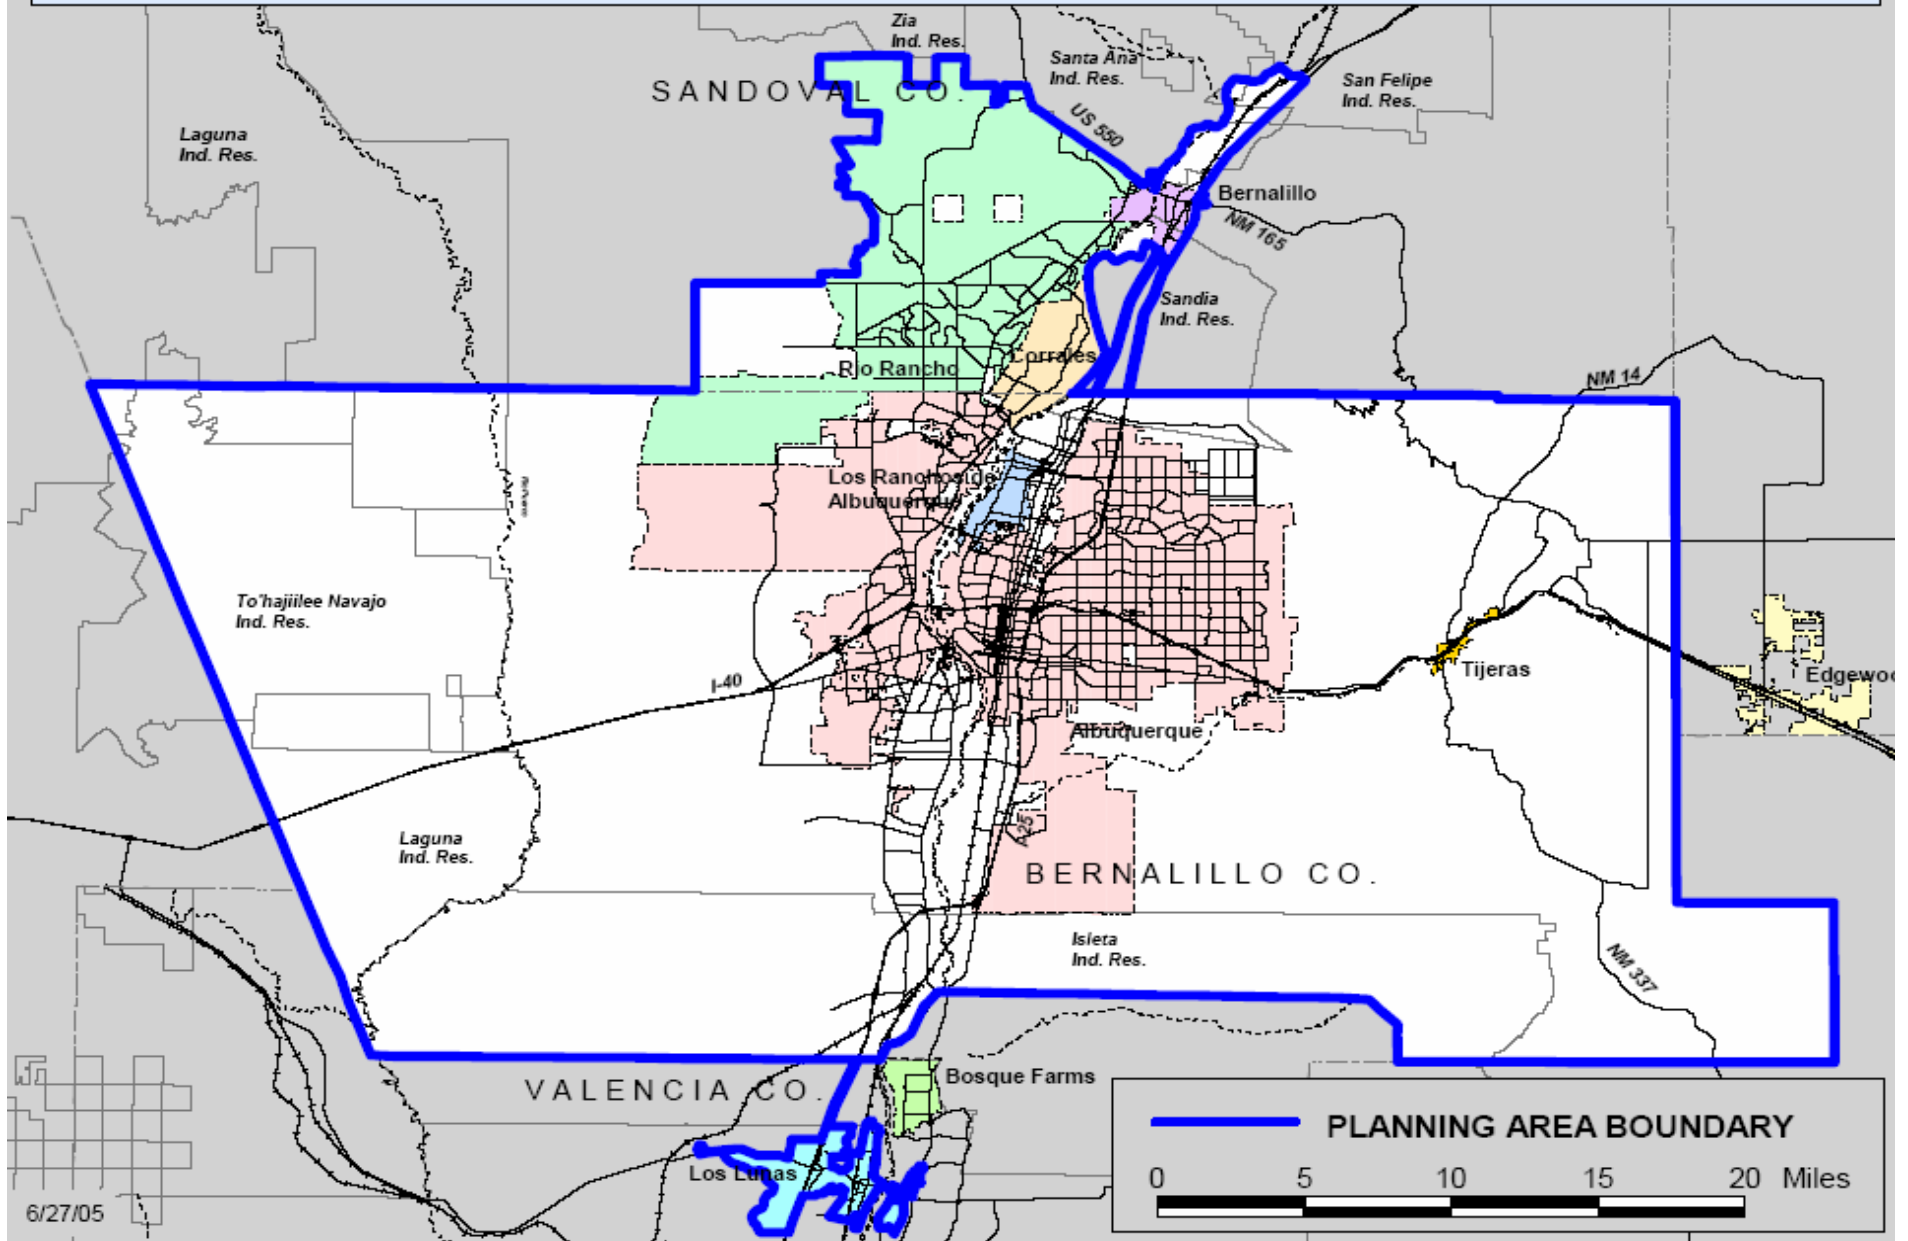 Zia
Ind. Res.
Santa Ana
Ind. Res.
San Felipe
Ind. Res.
SANDOVAL CO.
US 550
Laguna
Ind. Res.
Bernalillo
NM 165
Sandia
Ind. Res.
Corrales
Rio Rancho
NM 14
Los Ranchos de
Albuquerque
To'hajiilee Navajo
Ind. Res.
Tijeras
Edgewoo
I-40
Albuquerque
I-25
Laguna
Ind. Res.
BERNALILLO CO.
Isleta
Ind. Res.
NM 337
VALENCIA CO.
Bosque Farms
Los Lunas
PLANNING AREA BOUNDARY
0 5 10 15 20 Miles
6/27/05